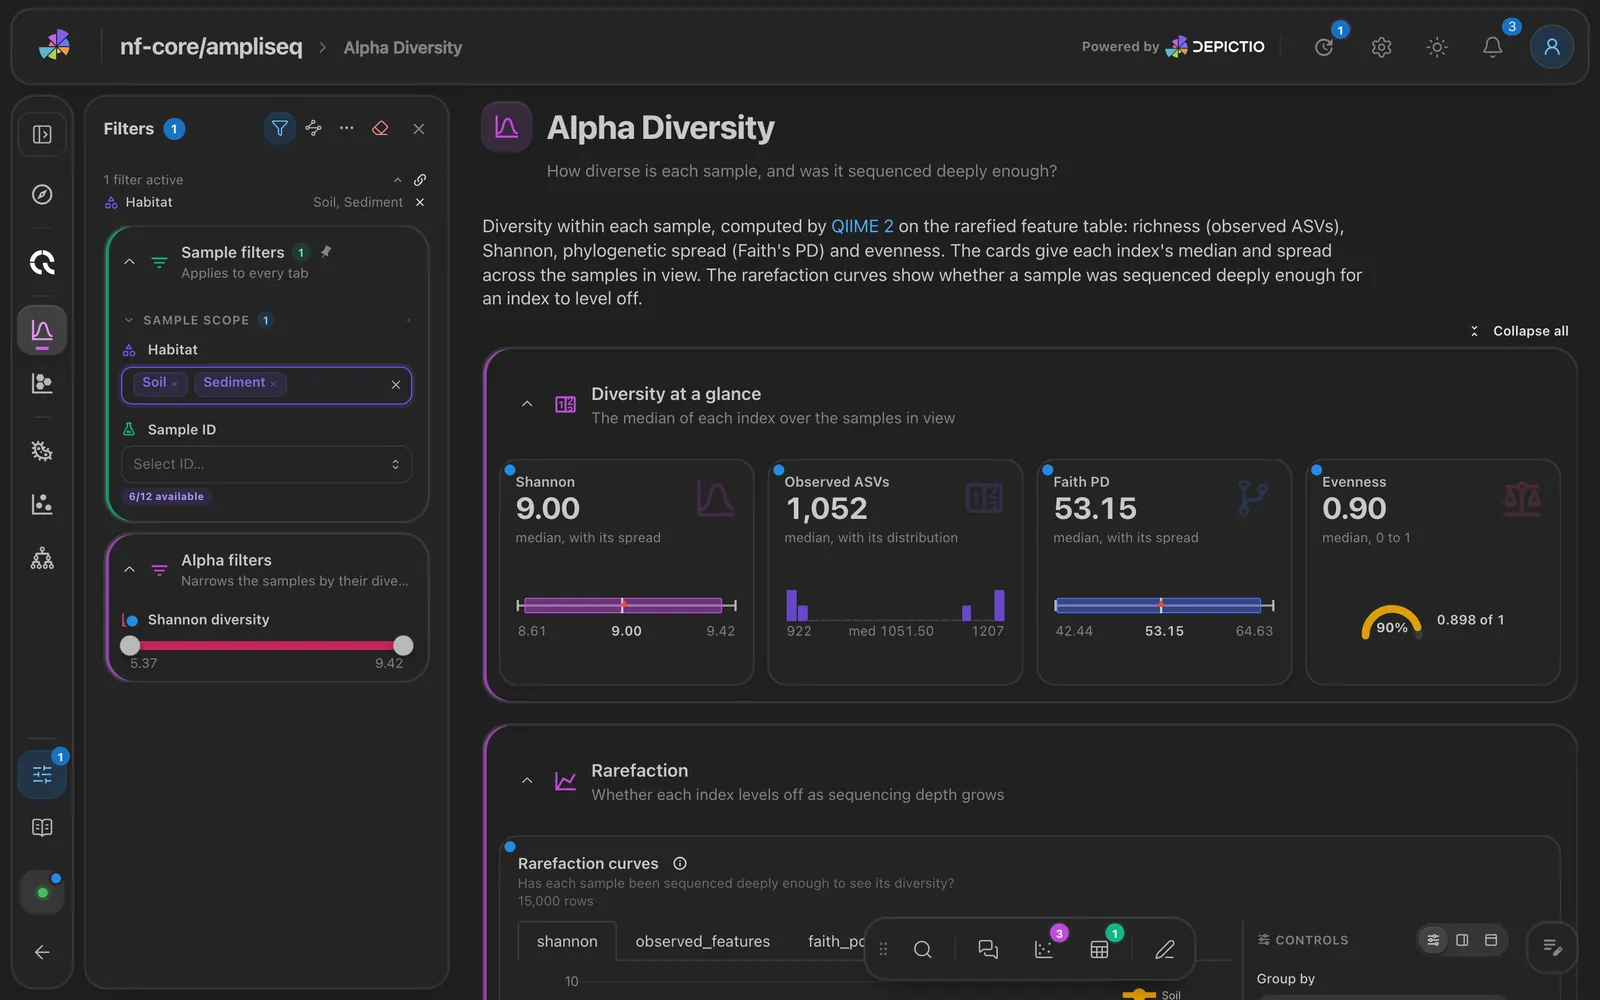 nf-core/ampliseq > Alpha Diversity
Powered by DEPICTIO
1
3
Filters 1
1 filter active
Habitat Soil, Sediment ×
Sample filters 1
Applies to every tab
SAMPLE SCOPE 1
Habitat
Soil × Sediment ×
Sample ID
Select ID...
6/12 available
Alpha filters
Narrows the samples by their dive...
Shannon diversity
5.37 9.42
1
Alpha Diversity
How diverse is each sample, and was it sequenced deeply enough?
Diversity within each sample, computed by QIIME 2 on the rarefied feature table: richness (observed ASVs),
Shannon, phylogenetic spread (Faith's PD) and evenness. The cards give each index's median and spread
across the samples in view. The rarefaction curves show whether a sample was sequenced deeply enough for
an index to level off.
Collapse all
Diversity at a glance
The median of each index over the samples in view
Shannon
9.00
median, with its spread
8.61 9.00 9.42
Observed ASVs
1,052
median, with its distribution
922 med 1051.50 1207
Faith PD
53.15
median, with its spread
42.44 53.15 64.63
Evenness
0.90
median, 0 to 1
90% 0.898 of 1
Rarefaction
Whether each index levels off as sequencing depth grows
Rarefaction curves
Has each sample been sequenced deeply enough to see its diversity?
15,000 rows
shannon observed_features faith_p
3
1
CONTROLS
Group by
10
Soil